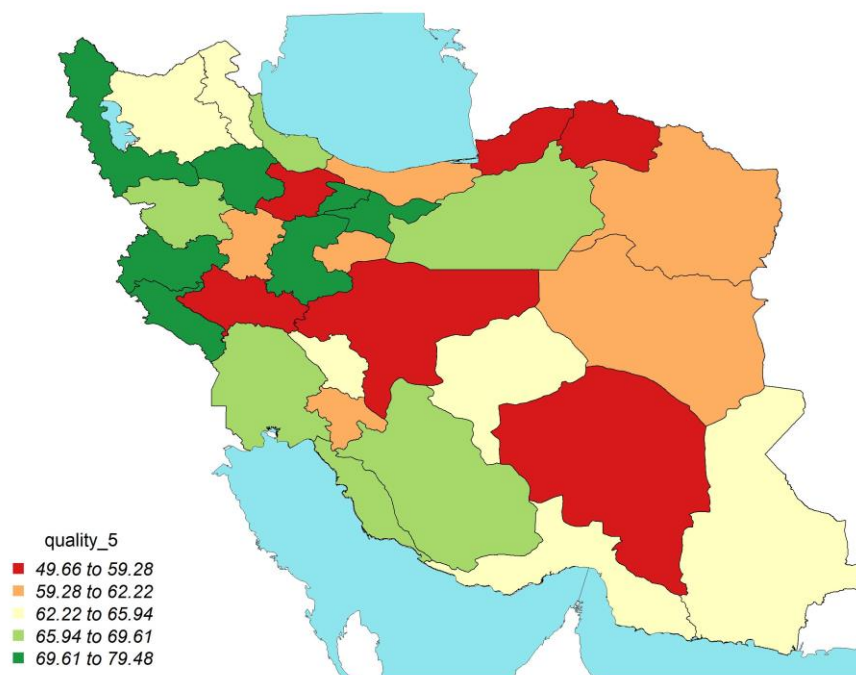 quality_5
49.66 to 59.28
59.28 to 62.22
62.22 to 65.94
65.94 to 69.61
69.61 to 79.48